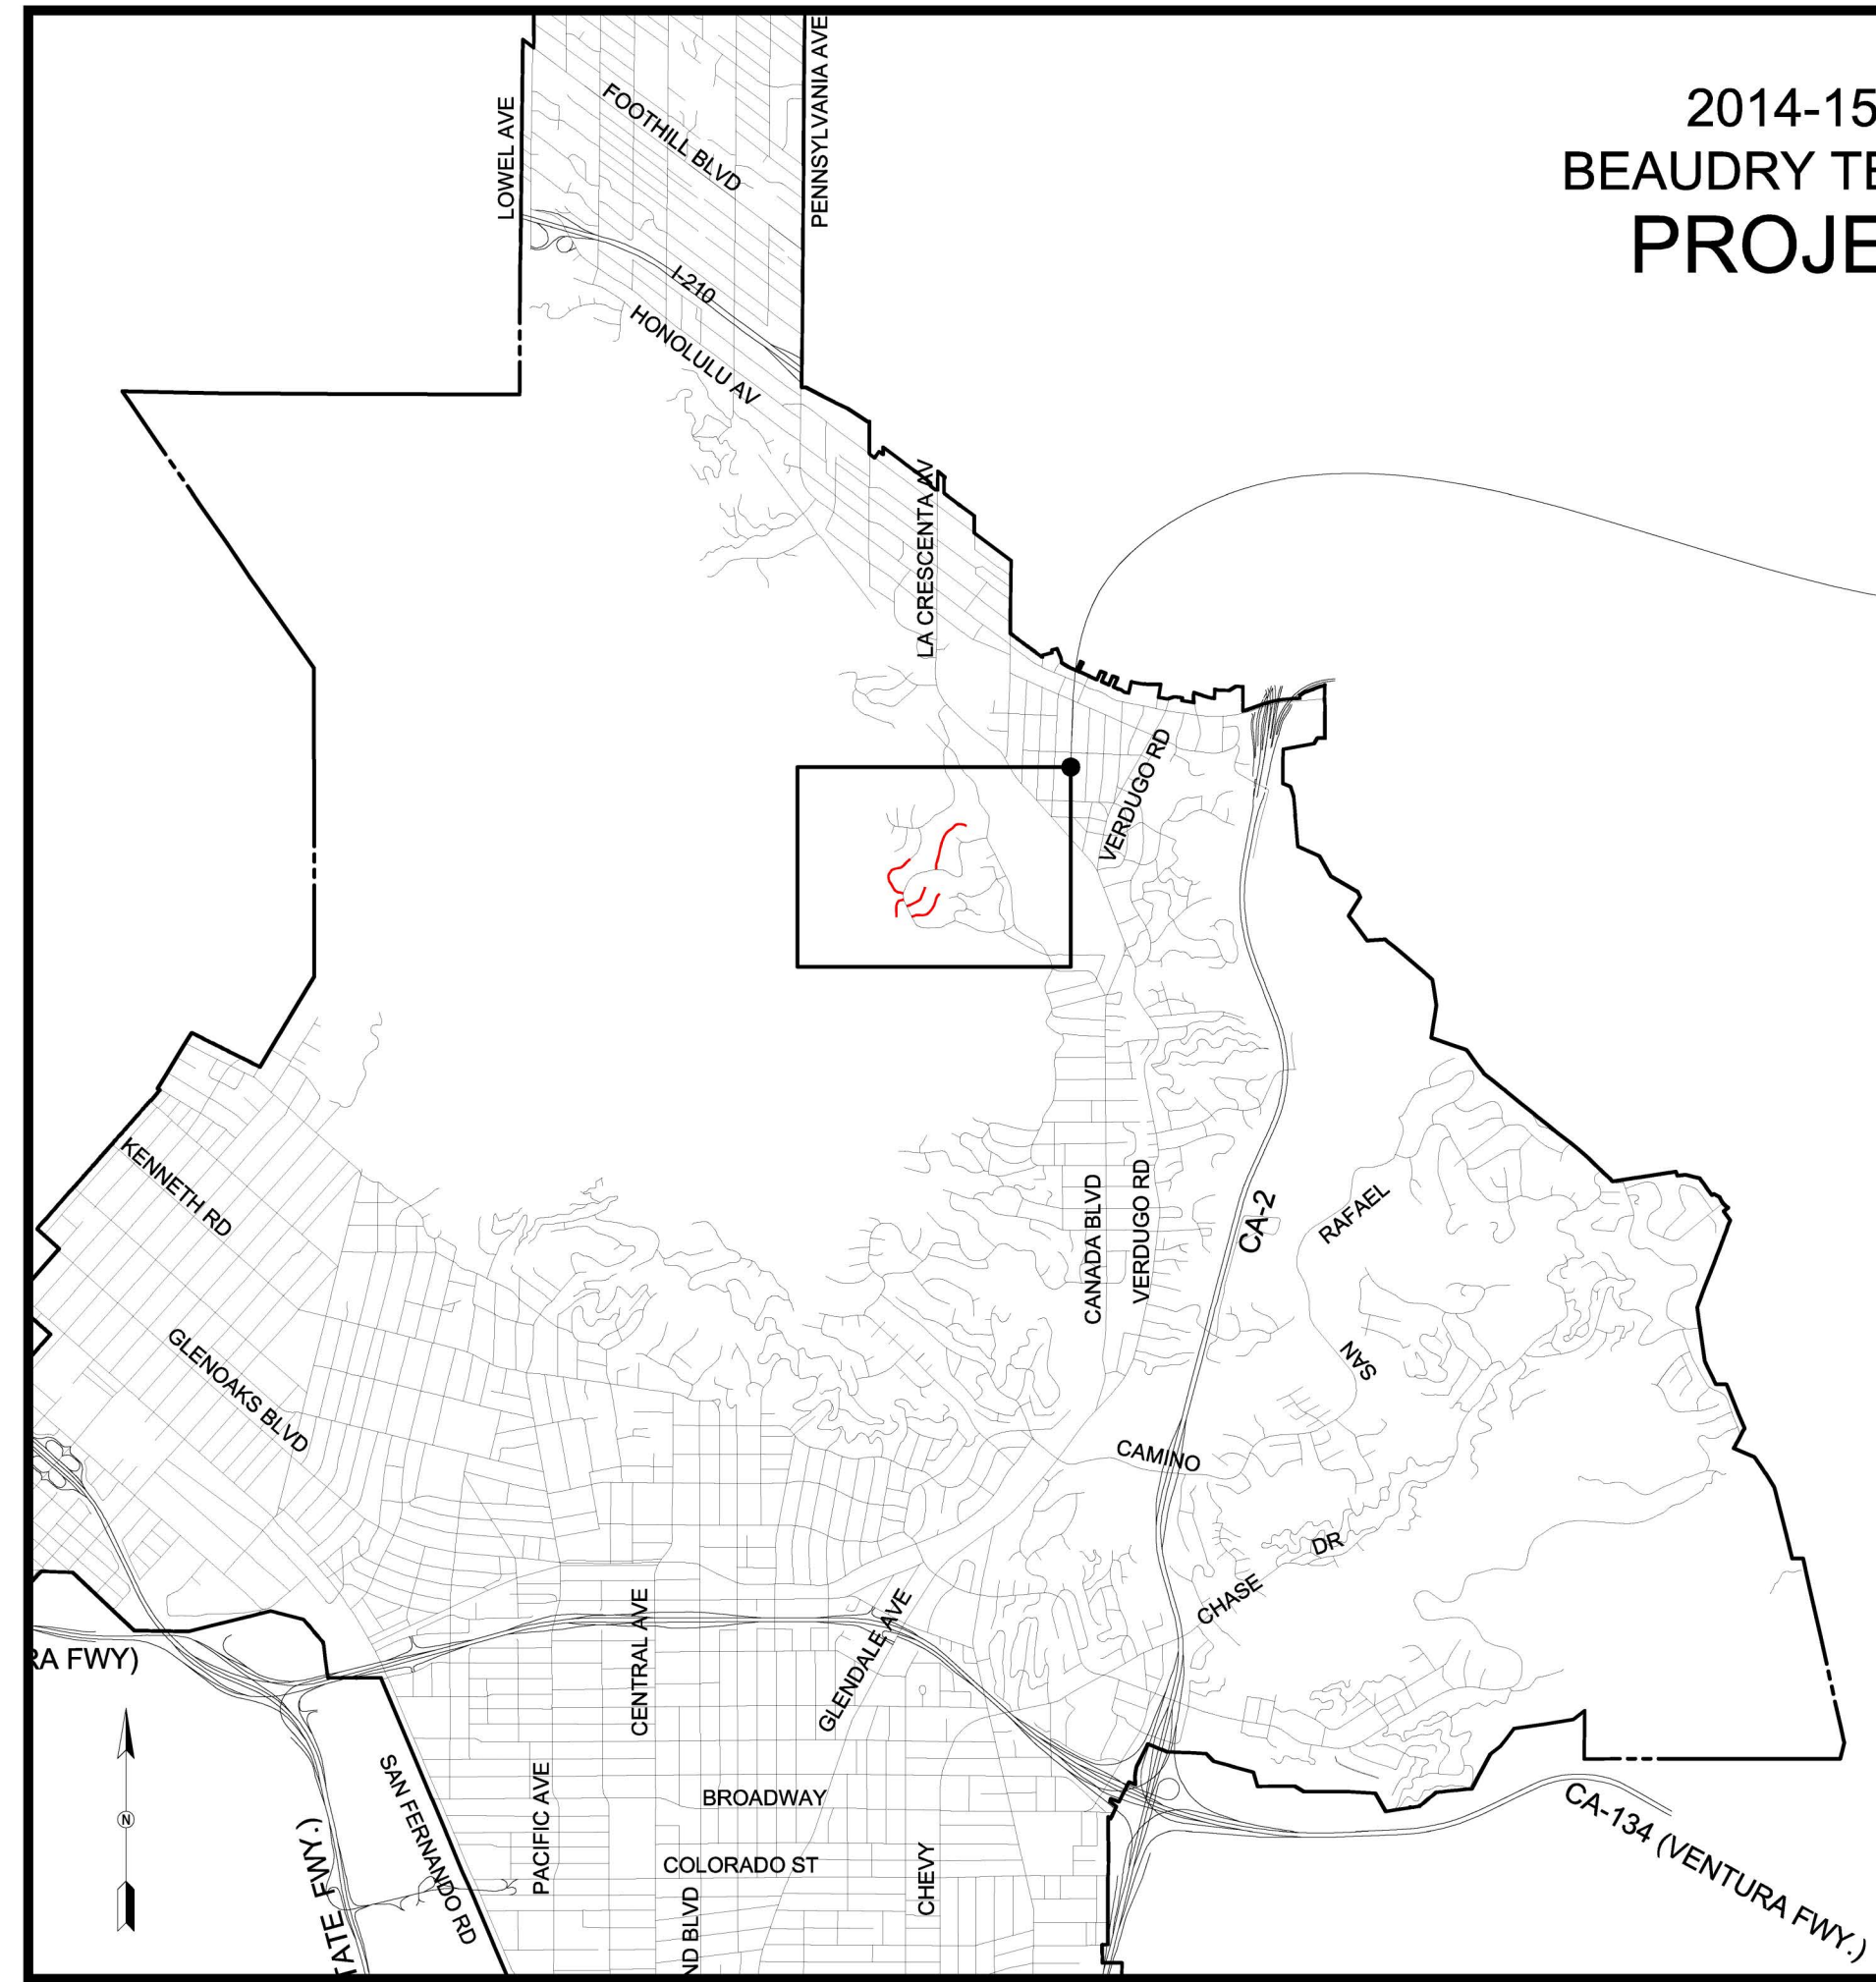 2014-15
BEAUDRY TE
PROJE
LOWEL AVE
FOOTHILL BLVD
PENNSYLVANIA AVE
I-210
HONOLULU AV
LA CRESCENTA AV
VERDUGO RD
KENNETH RD
CANADA BLVD
VERDUGO RD
CA-2
RAFAEL
SAN
GLENOAKS BLVD
CAMINO
DR
CHASE
RA FWY)
CENTRAL AVE
GLENDALE AVE
N
SAN FERNANDO RD
PACIFIC AVE
BROADWAY
CA-134 (VENTURA FWY.)
TATE FWY.)
COLORADO ST
CHEVY
ND BLVD